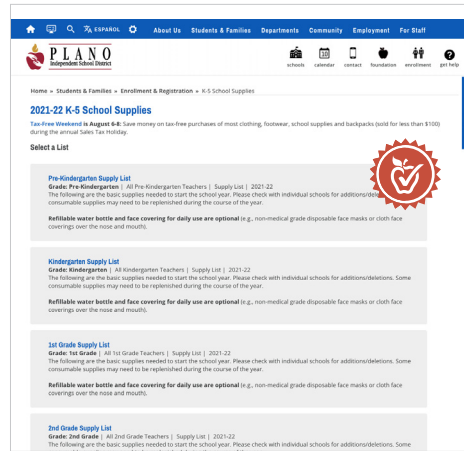 ESPAÑOL About Us Students & Families Departments Community Employment For Staff
PLANO
Independent School District
schools calendar contact foundation enrollment get help
Home » Students & Families » Enrollment & Registration » K-5 School Supplies
2021-22 K-5 School Supplies
Tax-Free Weekend is August 6-8: Save money on tax-free purchases of most clothing, footwear, school supplies and backpacks (sold for less than $100)
during the annual Sales Tax Holiday.
Select a List
Pre-Kindergarten Supply List
Grade: Pre-Kindergarten | All Pre-Kindergarten Teachers | Supply List | 2021-22
The following are the basic supplies needed to start the school year. Please check with individual schools for additions/
consumable supplies may need to be replenished during the course of the year.
Refillable water bottle and face covering for daily use are optional (e.g., non-medical grade disposable face masks or cloth face
coverings over the nose and mouth).
Kindergarten Supply List
Grade: Kindergarten | All Kindergarten Teachers | Supply List | 2021-22
The following are the basic supplies needed to start the school year. Please check with individual schools for additions/deletions. Some
consumable supplies may need to be replenished during the course of the year.
Refillable water bottle and face covering for daily use are optional (e.g., non-medical grade disposable face masks or cloth face
coverings over the nose and mouth).
1st Grade Supply List
Grade: 1st Grade | All 1st Grade Teachers | Supply List | 2021-22
The following are the basic supplies needed to start the school year. Please check with individual schools for additions/deletions. Some
consumable supplies may need to be replenished during the course of the year.
Refillable water bottle and face covering for daily use are optional (e.g., non-medical grade disposable face masks or cloth face
coverings over the nose and mouth).
2nd Grade Supply List
Grade: 2nd Grade | All 2nd Grade Teachers | Supply List | 2021-22
The following are the basic supplies needed to start the school year. Please check with individual schools for additions/deletions. Some